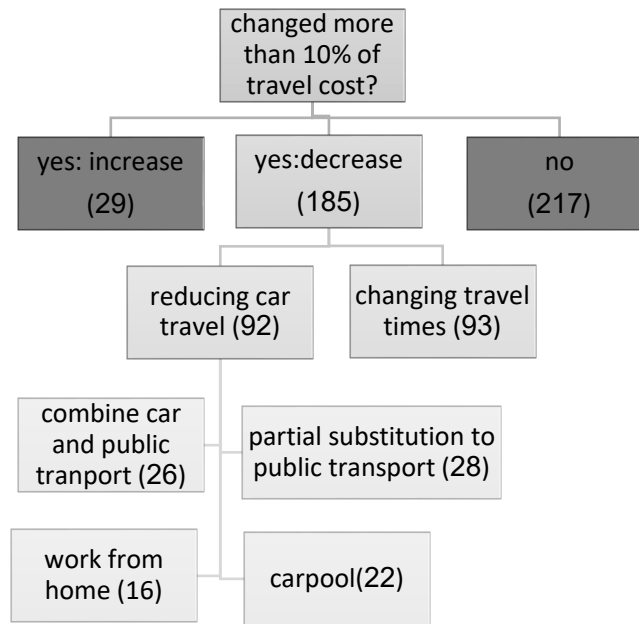 changed more
than 10% of
travel cost?
yes: increase
(29)
yes:decrease
(185)
no
(217)
reducing car
travel (92)
changing travel
times (93)
combine car
and public
tranport (26)
partial substitution to
public transport (28)
work from
home (16)
carpool(22)